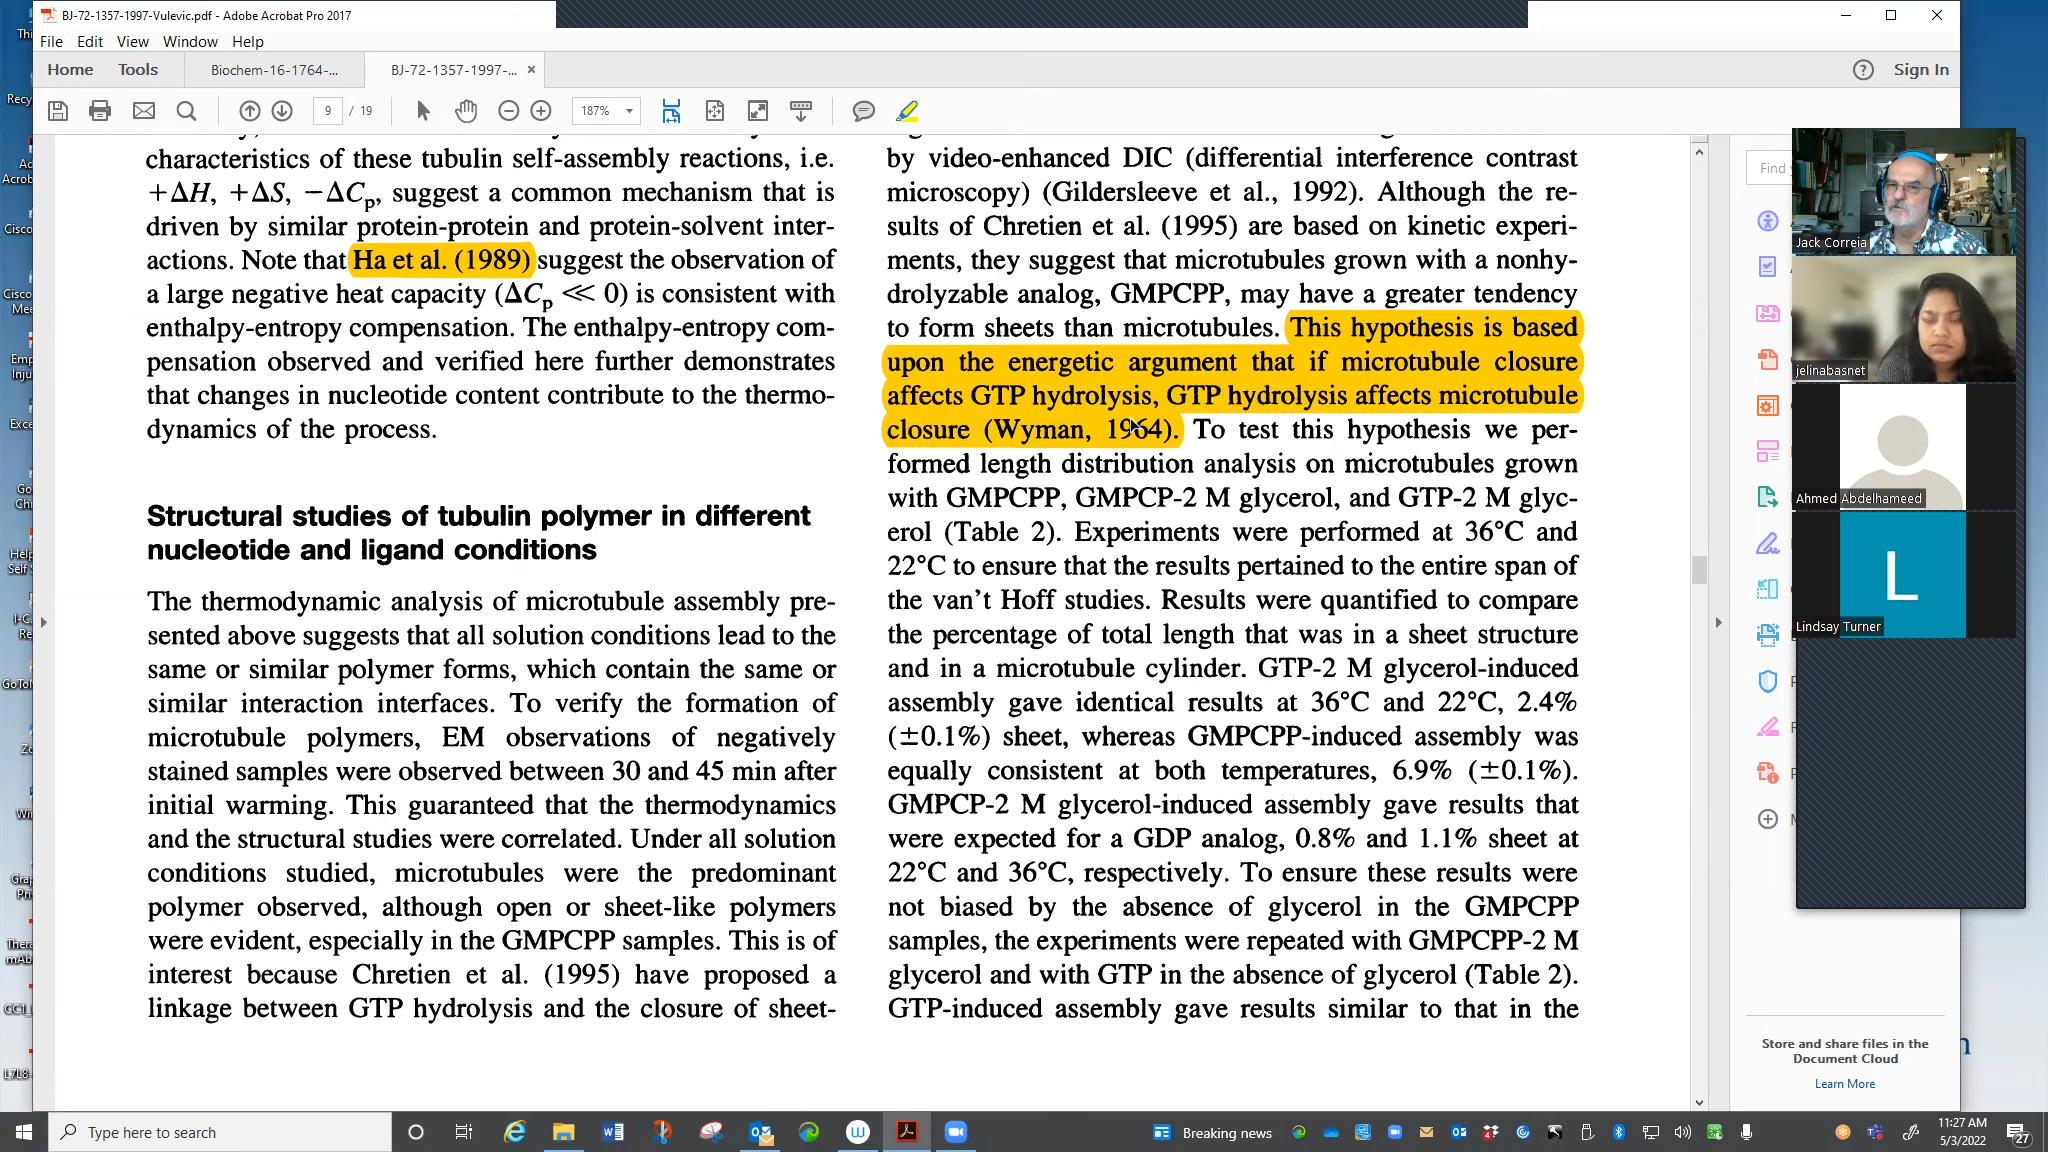 BJ-72-1357-1997-Vulevic.pdf - Adobe Acrobat Pro 2017
File Edit View Window Help
Home Tools Biochem-16-1764-... BJ-72-1357-1997-... × Sign In
9 / 19 187%
characteristics of these tubulin self-assembly reactions, i.e.
+ΔH, +ΔS, −ΔCp, suggest a common mechanism that is
driven by similar protein-protein and protein-solvent inter-
actions. Note that Ha et al. (1989) suggest the observation of
a large negative heat capacity (ΔCp ≪ 0) is consistent with
enthalpy-entropy compensation. The enthalpy-entropy com-
pensation observed and verified here further demonstrates
that changes in nucleotide content contribute to the thermo-
dynamics of the process.
Structural studies of tubulin polymer in different
nucleotide and ligand conditions
The thermodynamic analysis of microtubule assembly pre-
sented above suggests that all solution conditions lead to the
same or similar polymer forms, which contain the same or
similar interaction interfaces. To verify the formation of
microtubule polymers, EM observations of negatively
stained samples were observed between 30 and 45 min after
initial warming. This guaranteed that the thermodynamics
and the structural studies were correlated. Under all solution
conditions studied, microtubules were the predominant
polymer observed, although open or sheet-like polymers
were evident, especially in the GMPCPP samples. This is of
interest because Chretien et al. (1995) have proposed a
linkage between GTP hydrolysis and the closure of sheet-
by video-enhanced DIC (differential interference contrast
microscopy) (Gildersleeve et al., 1992). Although the re-
sults of Chretien et al. (1995) are based on kinetic experi-
ments, they suggest that microtubules grown with a nonhy-
drolyzable analog, GMPCPP, may have a greater tendency
to form sheets than microtubules. This hypothesis is based
upon the energetic argument that if microtubule closure
affects GTP hydrolysis, GTP hydrolysis affects microtubule
closure (Wyman, 1964). To test this hypothesis we per-
formed length distribution analysis on microtubules grown
with GMPCPP, GMPCP-2 M glycerol, and GTP-2 M glyc-
erol (Table 2). Experiments were performed at 36°C and
22°C to ensure that the results pertained to the entire span of
the van't Hoff studies. Results were quantified to compare
the percentage of total length that was in a sheet structure
and in a microtubule cylinder. GTP-2 M glycerol-induced
assembly gave identical results at 36°C and 22°C, 2.4%
(±0.1%) sheet, whereas GMPCPP-induced assembly was
equally consistent at both temperatures, 6.9% (±0.1%).
GMPCP-2 M glycerol-induced assembly gave results that
were expected for a GDP analog, 0.8% and 1.1% sheet at
22°C and 36°C, respectively. To ensure these results were
not biased by the absence of glycerol in the GMPCPP
samples, the experiments were repeated with GMPCPP-2 M
glycerol and with GTP in the absence of glycerol (Table 2).
GTP-induced assembly gave results similar to that in the
Find
Jack Correia
jelinabasnet
Ahmed Abdelhameed
L
Lindsay Turner
Store and share files in the
Document Cloud
Learn More
Type here to search
Breaking news
11:27 AM
5/3/2022
27